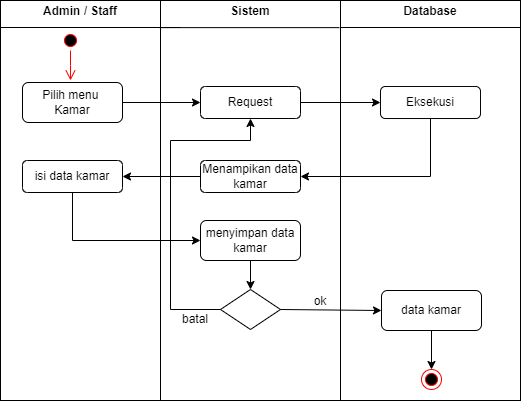 Admin / Staff
Sistem
Database
Pilih menu
Kamar
Request
Eksekusi
isi data kamar
Menampikan data
kamar
menyimpan data
kamar
batal
ok
data kamar